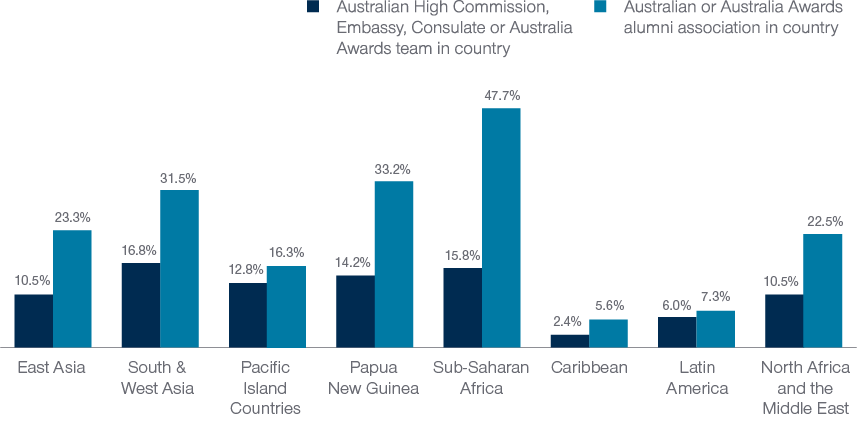 Australian High Commission,
Embassy, Consulate or Australia
Awards team in country
Australian or Australia Awards
alumni association in country
10.5%
23.3%
16.8%
31.5%
12.8%
16.3%
14.2%
33.2%
15.8%
47.7%
2.4%
5.6%
6.0%
7.3%
10.5%
22.5%
East Asia
South &
West Asia
Pacific
Island
Countries
Papua
New Guinea
Sub-Saharan
Africa
Caribbean
Latin
America
North Africa
and the
Middle East